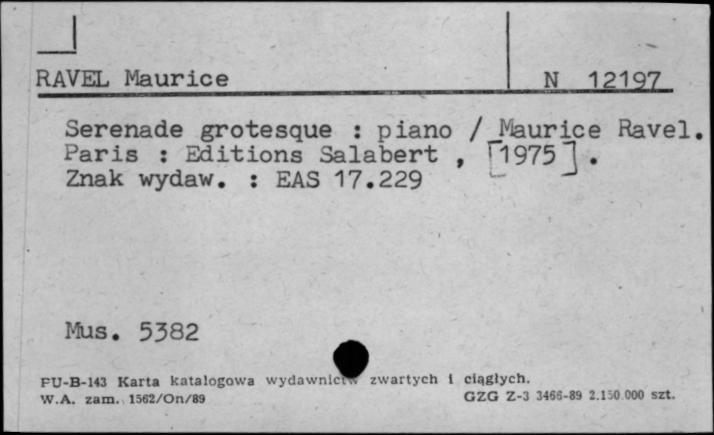 RAVEL Maurice N 12197
Serenade grotesque : piano / Maurice Ravel.
Paris : Editions Salabert , [1975] .
Znak wydaw. : EAS 17.229
Mus. 5382
FU-B-143 Karta katalogowa wydawnictw zwartych i ciągłych.
W.A. zam. 1562/On/89 GZG Z-3 3466-89 2.150.000 szt.